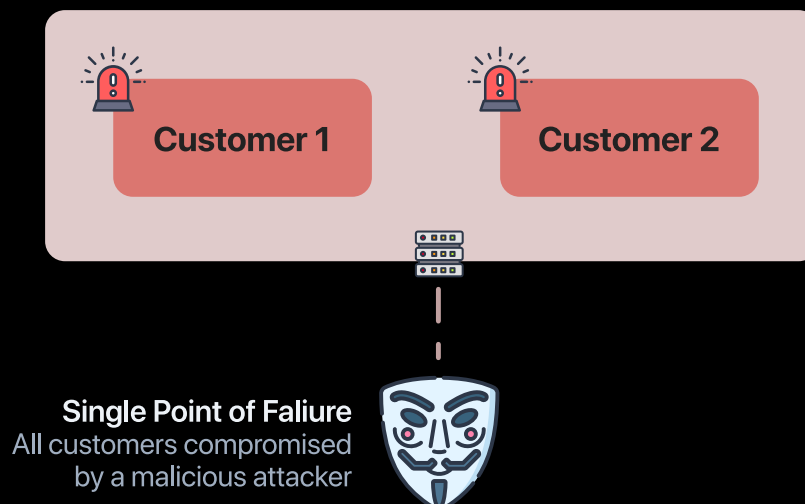 Customer 1
Customer 2
Single Point of Faliure
All customers compromised
by a malicious attacker